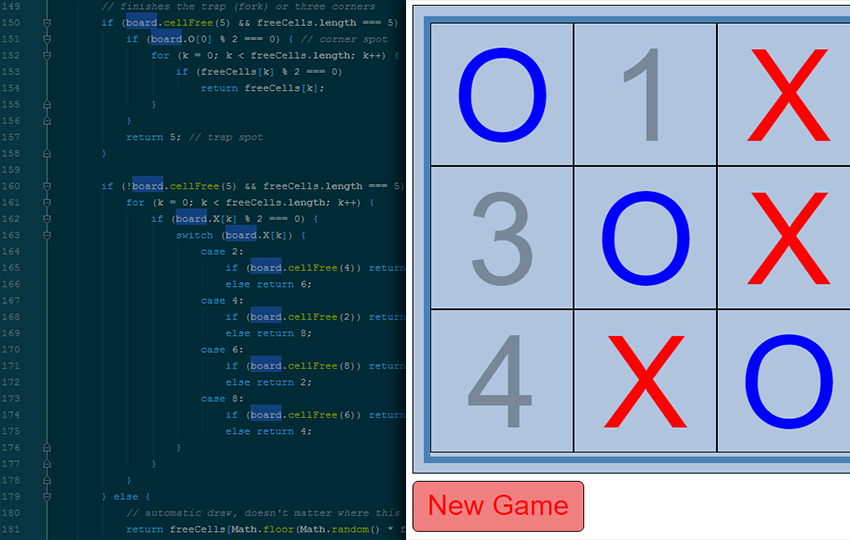 149 // finishes the trap (fork) or three corners
150 if (board.cellFree(5) && freeCells.length === 5)
151 if (board.O[0] % 2 === 0) { // corner spot
152 for (k = 0; k < freeCells.length; k++) {
153 if (freeCells[k] % 2 === 0)
154 return freeCells[k];
155 }
156 }
157 return 5; // trap spot
158 }
159
160 if (!board.cellFree(5) && freeCells.length === 5)
161 for (k = 0; k < freeCells.length; k++) {
162 if (board.X[k] % 2 === 0) {
163 switch (board.X[k]) {
164 case 2:
165 if (board.cellFree(4)) return
166 else return 6;
167 case 4:
168 if (board.cellFree(2)) return
169 else return 8;
170 case 6:
171 if (board.cellFree(8)) return
172 else return 2;
173 case 8:
174 if (board.cellFree(6)) return
175 else return 4;
176 }
177 }
178 }
179 } else {
180 // automatic draw, doesn't matter where this
181 return freeCells[Math.floor(Math.random() * f
O 1 X
3 O X
4 X O
New Game